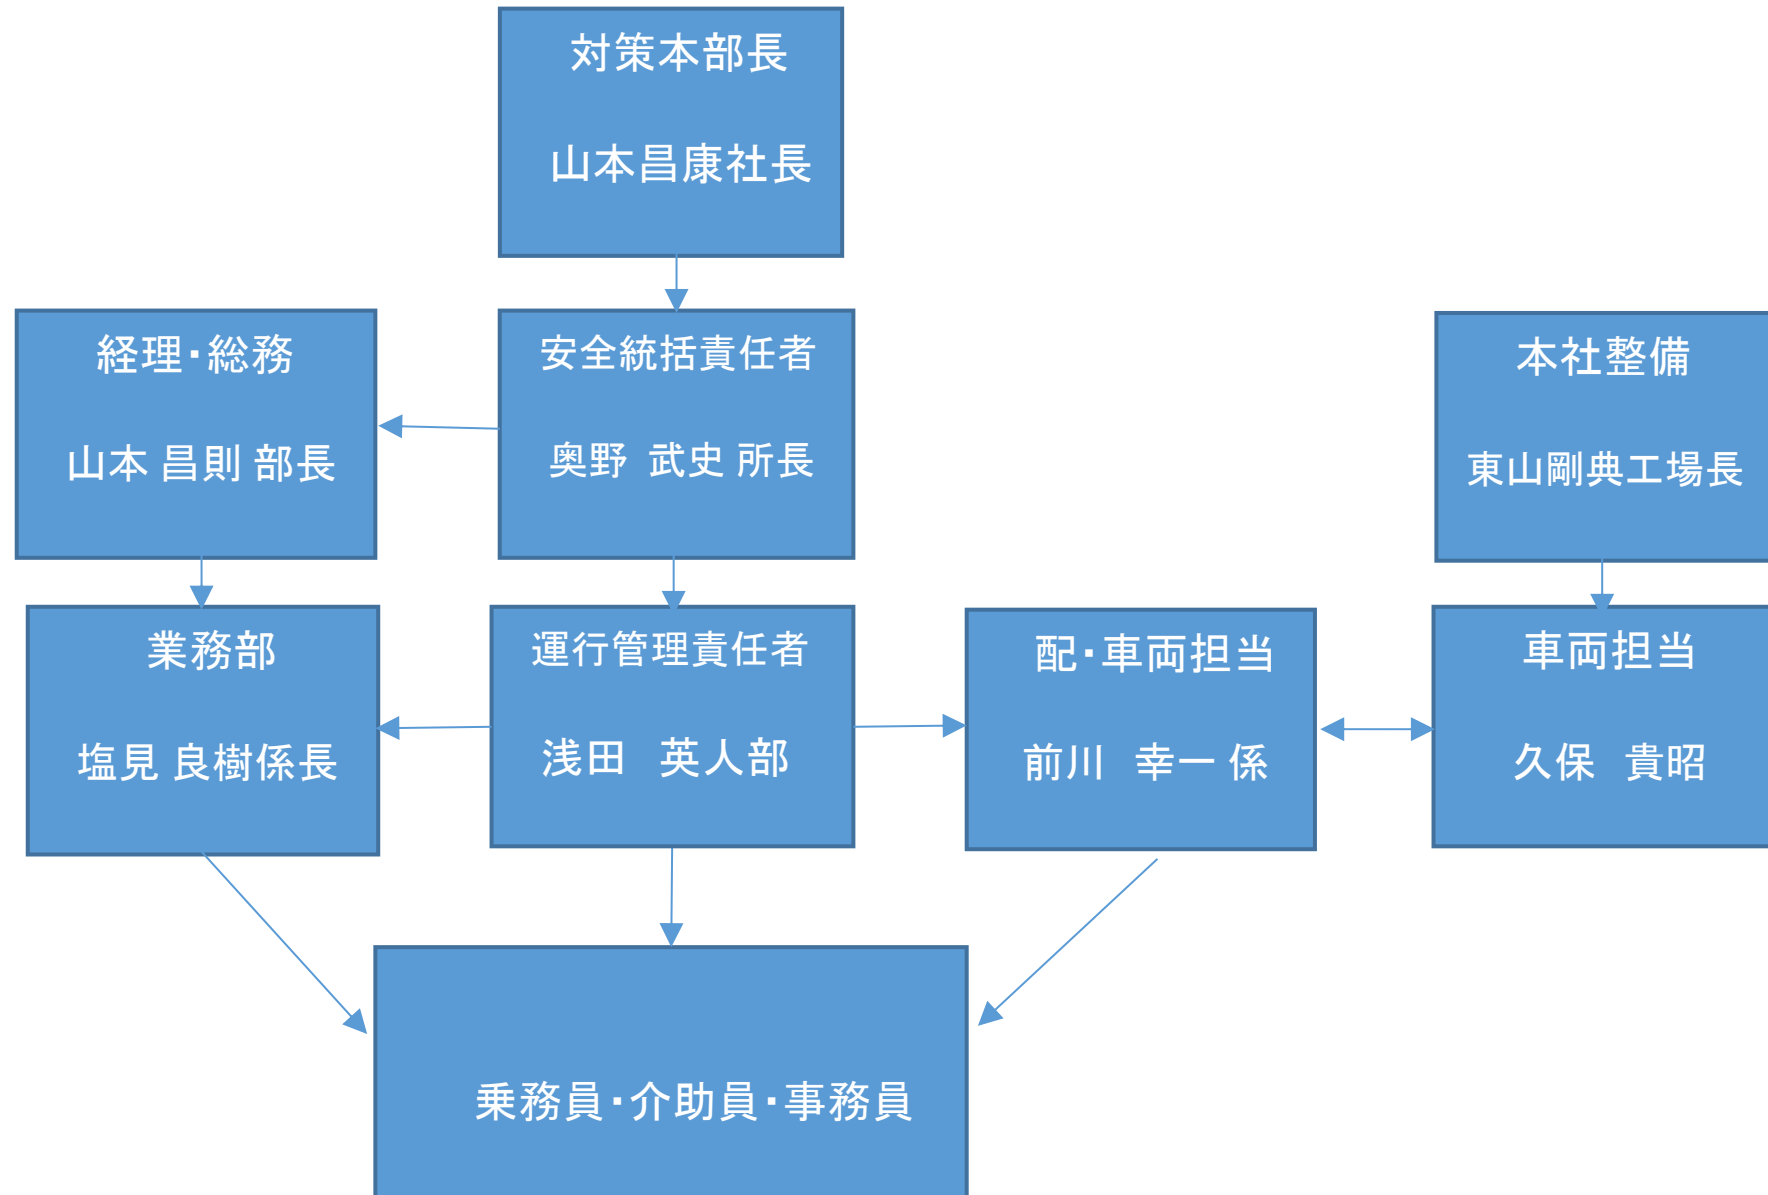 対策本部長
山本昌康社長
経理・総務
山本 昌則 部長
安全統括責任者
奥野 武史 所長
本社整備
東山剛典工場長
業務部
塩見 良樹係長
運行管理責任者
浅田 英人部
配・車両担当
前川 幸一 係
車両担当
久保 貴昭
乗務員・介助員・事務員